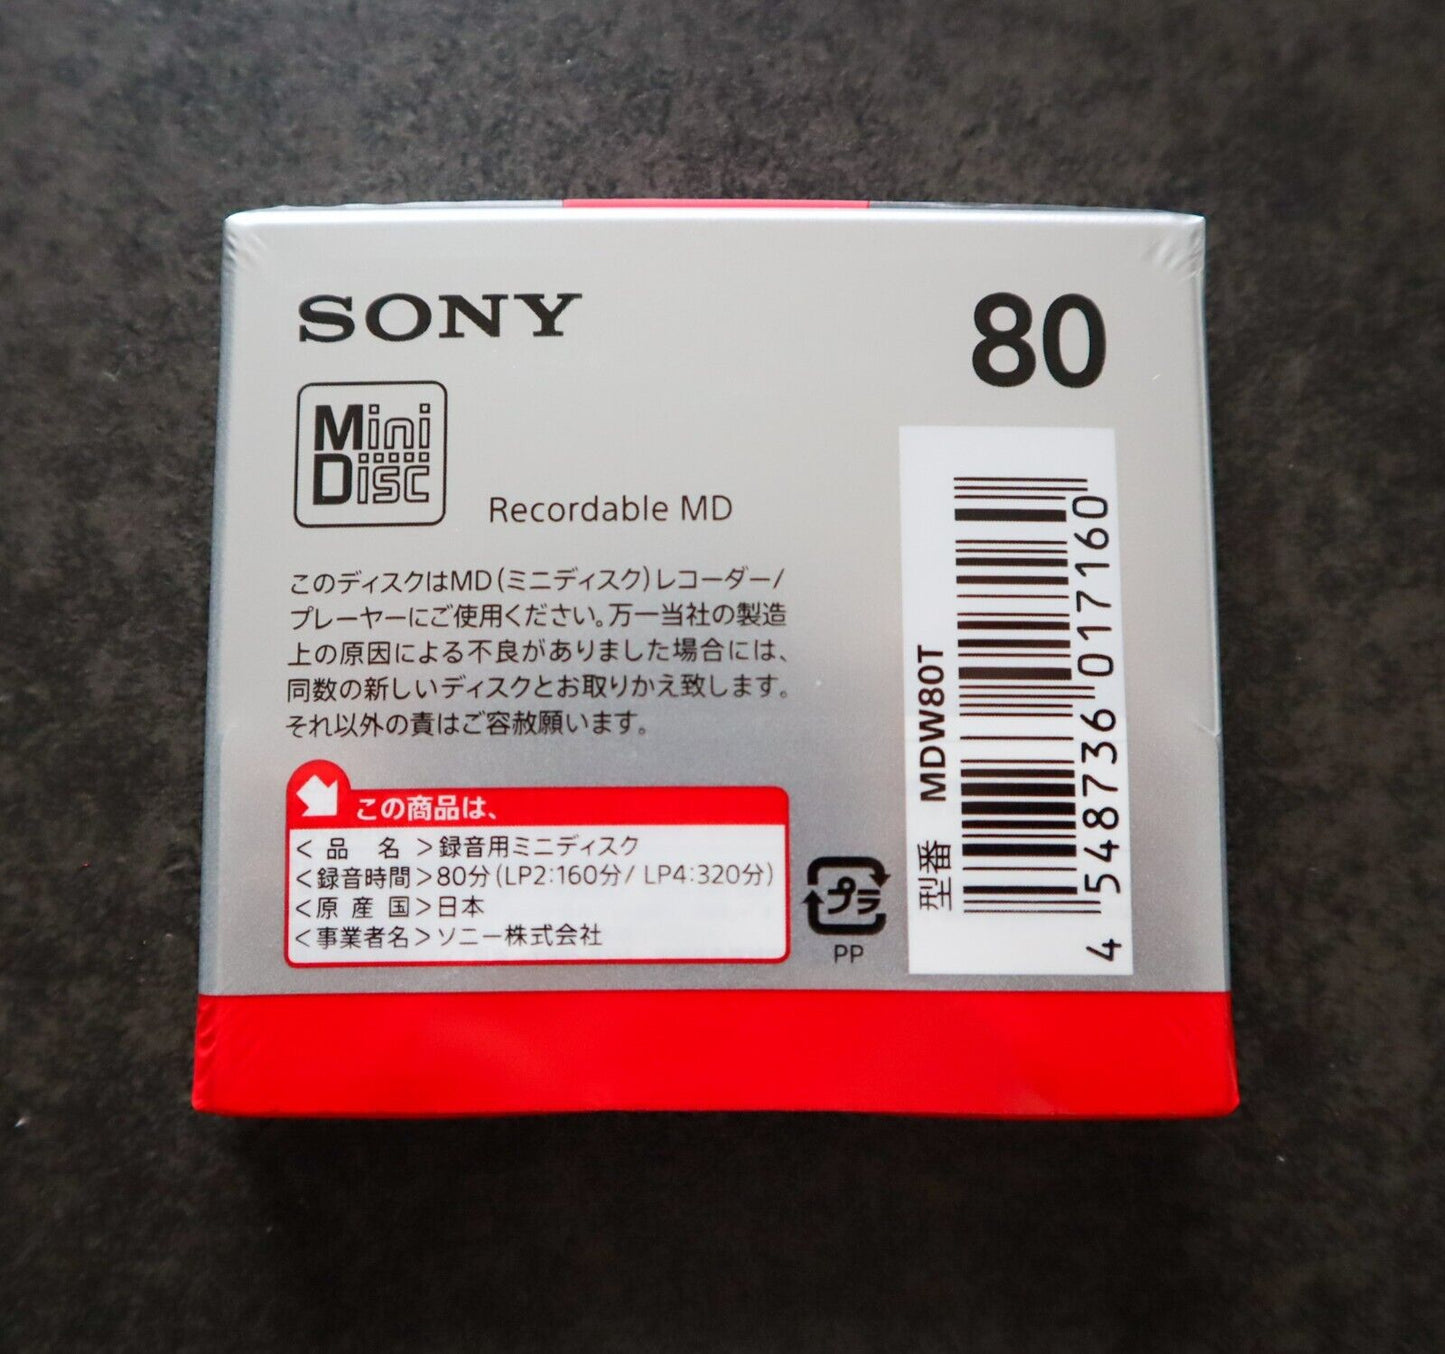 SONY
80
Mini
Disc
Recordable MD
このディスクはMD(ミニディスク)レコーダー/
プレーヤーにご使用ください。万一当社の製造
上の原因による不良がありました場合には、
同数の新しいディスクとお取りかえ致します。
それ以外の責はご容赦願います。
この商品は、
<品 名>録音用ミニディスク
<録音時間>80分(LP2:160分/ LP4:320分)
<原 産 国>日本
<事業者名>ソニー株式会社
プラ
PP
型番 MDW80T
4 548736 017160